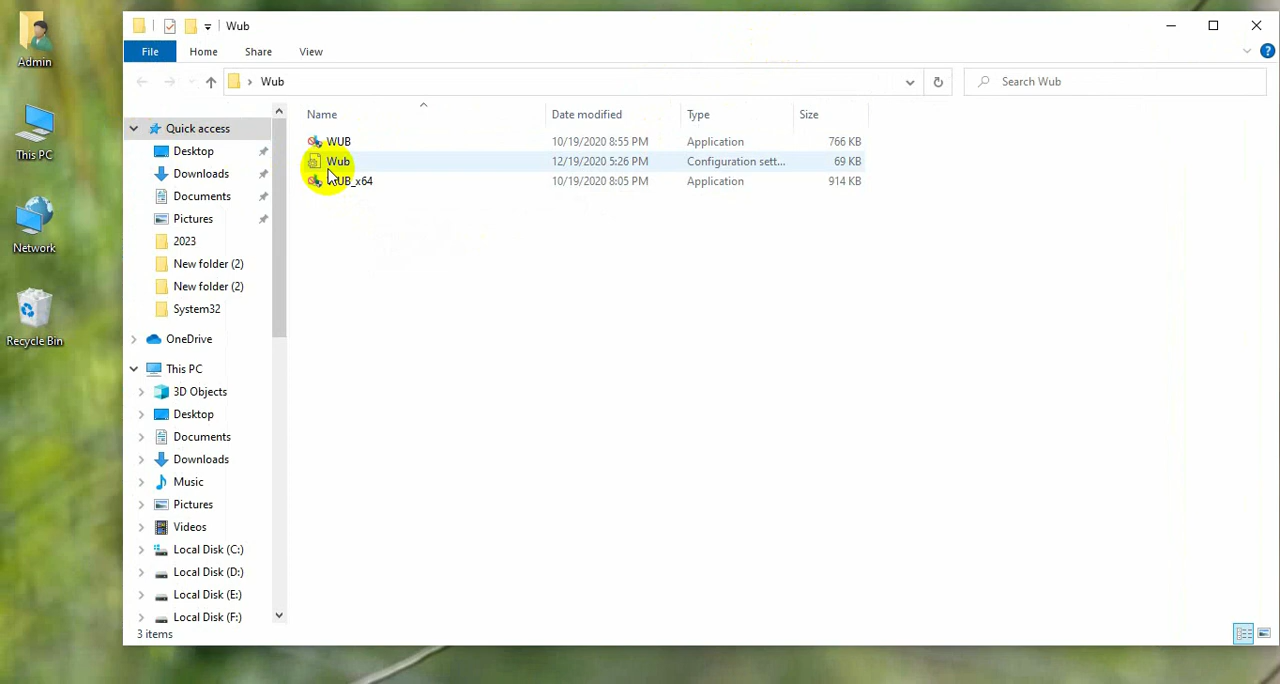 Wub
File Home Share View
Wub
Search Wub
Admin
This PC
Network
Recycle Bin
Quick access
Desktop
Downloads
Documents
Pictures
2023
New folder (2)
New folder (2)
System32
OneDrive
This PC
3D Objects
Desktop
Documents
Downloads
Music
Pictures
Videos
Local Disk (C:)
Local Disk (D:)
Local Disk (E:)
Local Disk (F:)
Name Date modified Type Size
WUB 10/19/2020 8:55 PM Application 766 KB
Wub 12/19/2020 5:26 PM Configuration sett... 69 KB
WUB_x64 10/19/2020 8:05 PM Application 914 KB
3 items